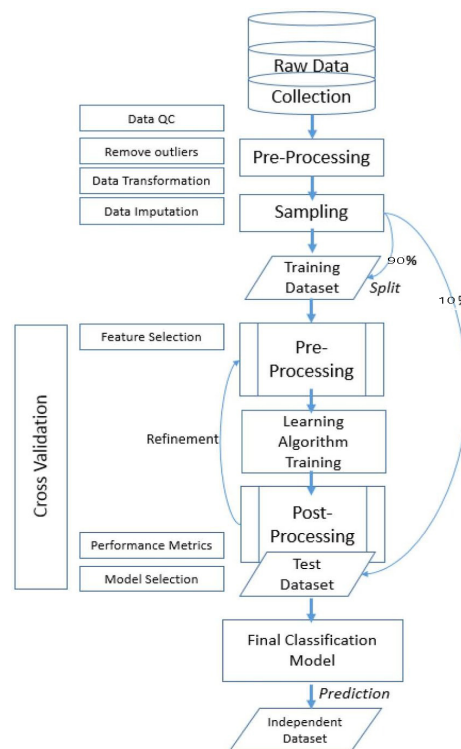 Raw Data
Collection
Data QC
Remove outliers
Pre-Processing
Data Transformation
Data Imputation
Sampling
90%
10%
Training
Dataset
Split
Cross Validation
Feature Selection
Pre-
Processing
Refinement
Learning
Algorithm
Training
Post-
Processing
Performance Metrics
Model Selection
Test
Dataset
Final Classification
Model
Prediction
Independent
Dataset